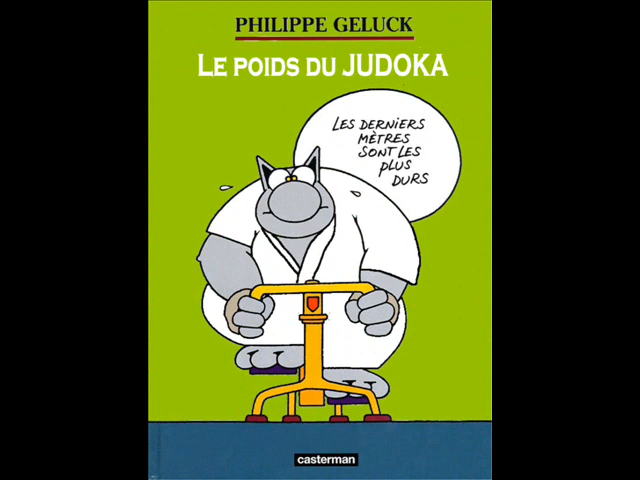 PHILIPPE GELUCK
LE POIDS DU JUDOKA
LES DERNIERS
MÈTRES
SONT LES
PLUS
DURS
casterman